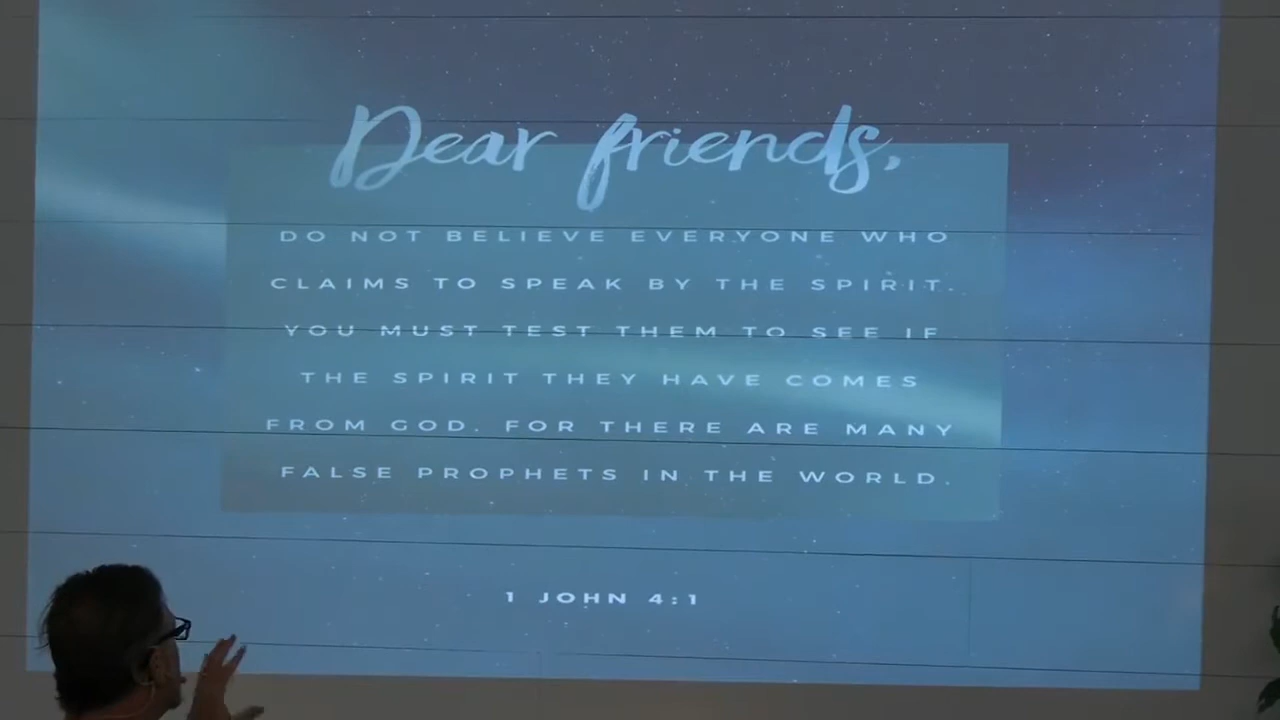 Dear friends,
DO NOT BELIEVE EVERYONE WHO
CLAIMS TO SPEAK BY THE SPIRIT.
YOU MUST TEST THEM TO SEE IF
THE SPIRIT THEY HAVE COMES
FROM GOD. FOR THERE ARE MANY
FALSE PROPHETS IN THE WORLD.
1 JOHN 4:1